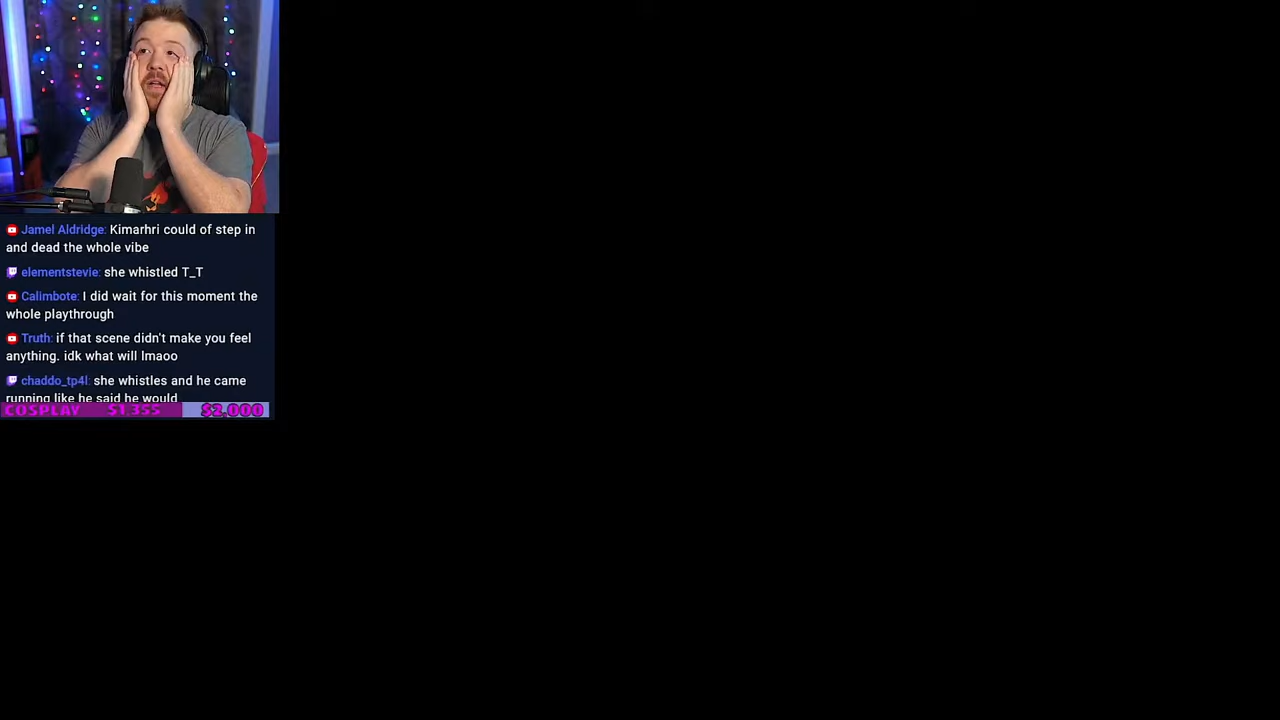 Jamel Aldridge: Kimarhri could of step in
and dead the whole vibe
elementstevie: she whistled T_T
Calimbote: I did wait for this moment the
whole playthrough
Truth: if that scene didn't make you feel
anything. idk what will lmaoo
chaddo_tp4l: she whistles and he came
running like he said he would
COSPLAY $1,355 $2,000